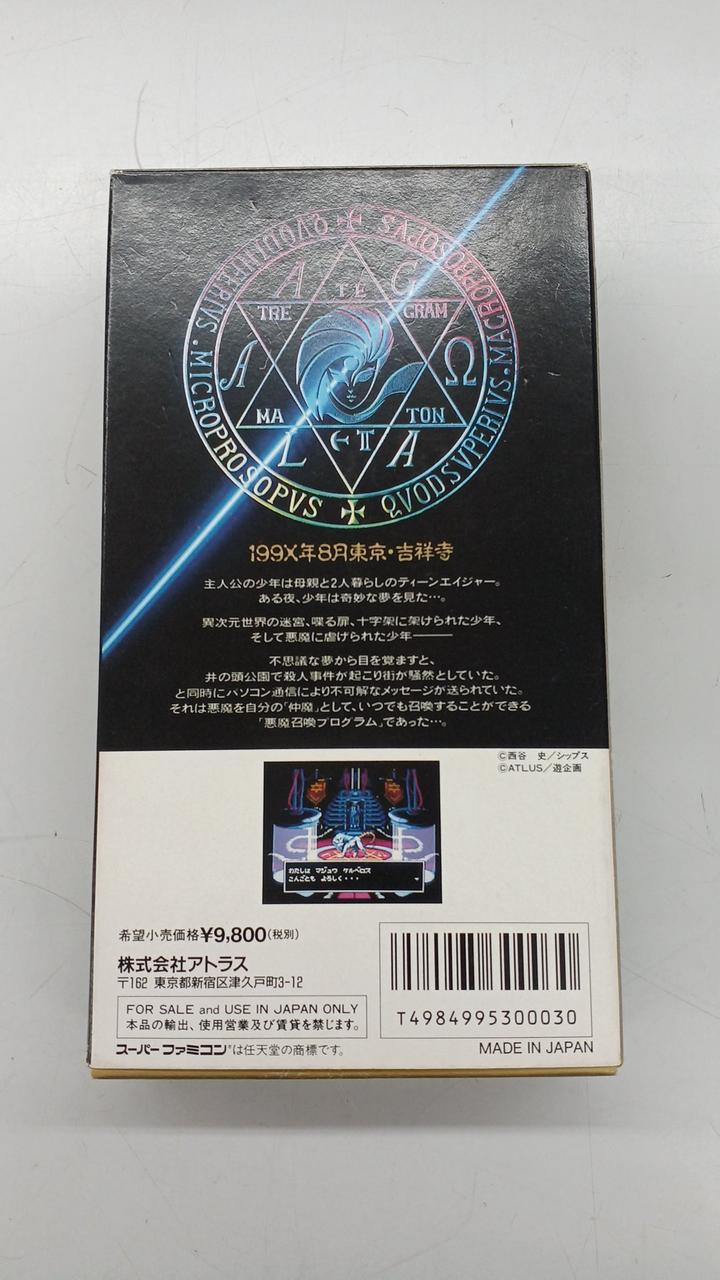 MICROPROSOPVS ✠ QVODSVPERIVS. MACROPROSOPVS ✠ QVODINFERIVS.
A TE G
TRE GRAM
A Ω
MA TON
L A
199X年8月東京・吉祥寺
主人公の少年は母親と2人暮らしのティーンエイジャー。
ある夜、少年は奇妙な夢を見た…。
異次元世界の迷宮、喋る扉、十字架に架けられた少年、
そして悪魔に虐げられた少年―――
不思議な夢から目を覚ますと、
井の頭公園で殺人事件が起こり街が騒然としていた。
と同時にパソコン通信により不可解なメッセージが送られていた。
それは悪魔を自分の「仲魔」として、いつでも召喚することができる
「悪魔召喚プログラム」であった…。
©西谷 史/シップス
©ATLUS/遊企画
わたしは マジュウ ケルベロス
こんごとも よろしく・・・
希望小売価格¥9,800(税別)
株式会社アトラス
〒162 東京都新宿区津久戸町3-12
FOR SALE and USE IN JAPAN ONLY
本品の輸出、使用営業及び賃貸を禁じます。
スーパーファミコン®は任天堂の商標です。
T4984995300030
MADE IN JAPAN